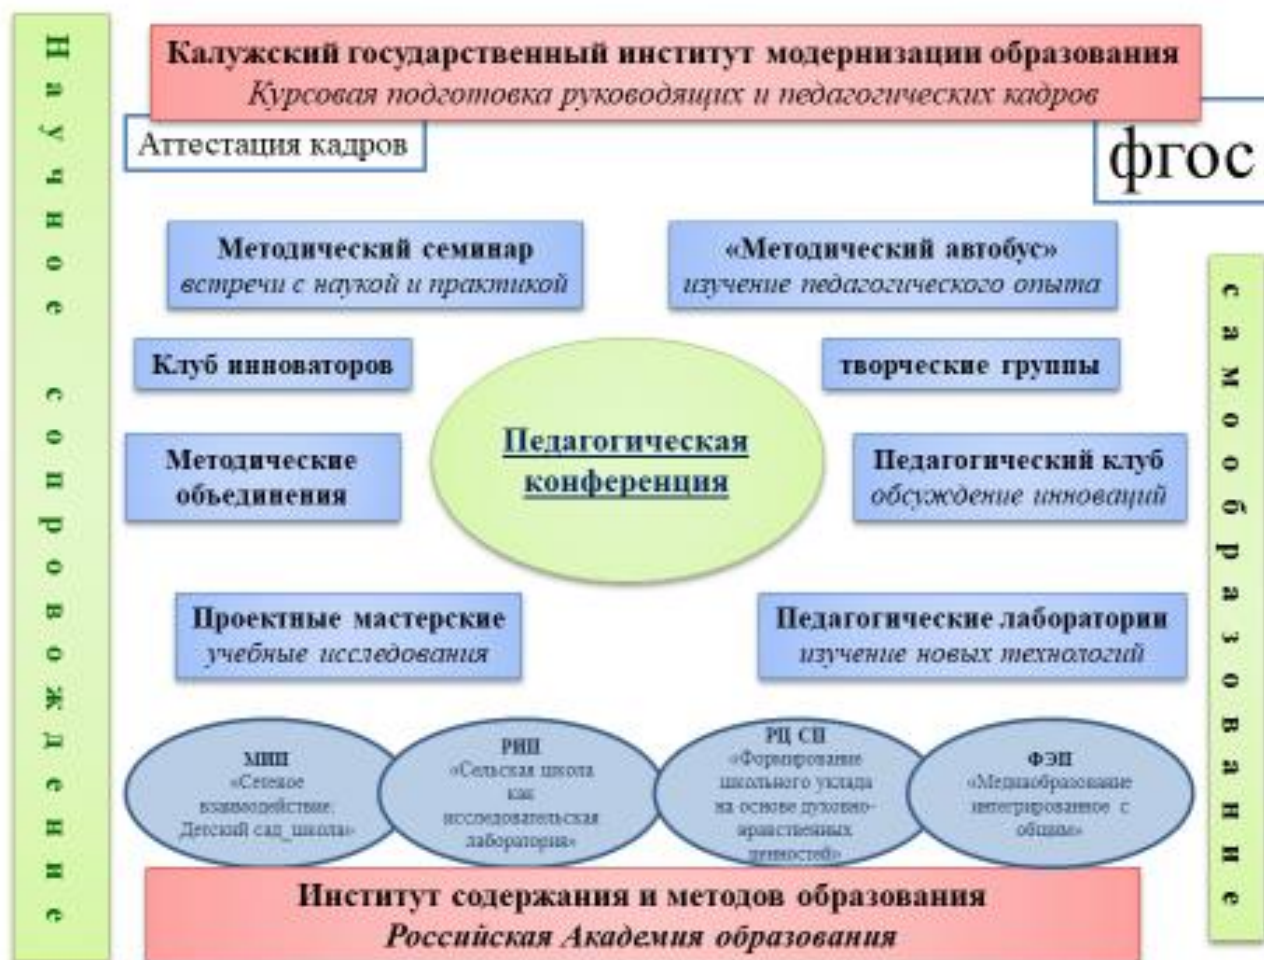 Научное сопровождение
Калужский государственный институт модернизации образования
Курсовая подготовка руководящих и педагогических кадров
Аттестация кадров
фгос
Методический семинар
встречи с наукой и практикой
«Методический автобус»
изучение педагогического опыта
Клуб инноваторов
творческие группы
Педагогическая
конференция
Методические
объединения
Педагогический клуб
обсуждение инноваций
Проектные мастерские
учебные исследования
Педагогические лаборатории
изучение новых технологий
МИП
«Сетевое
взаимодействие.
Детский сад_школа»
РИП
«Сельская школа
как
исследовательская
лаборатория»
РЦ СП
«Формирование
школьного уклада
на основе духовно-
нравственных
ценностей»
ФЭП
«Медиаобразование
интегрированное с
общим»
Институт содержания и методов образования
Российская Академия образования
самообразование